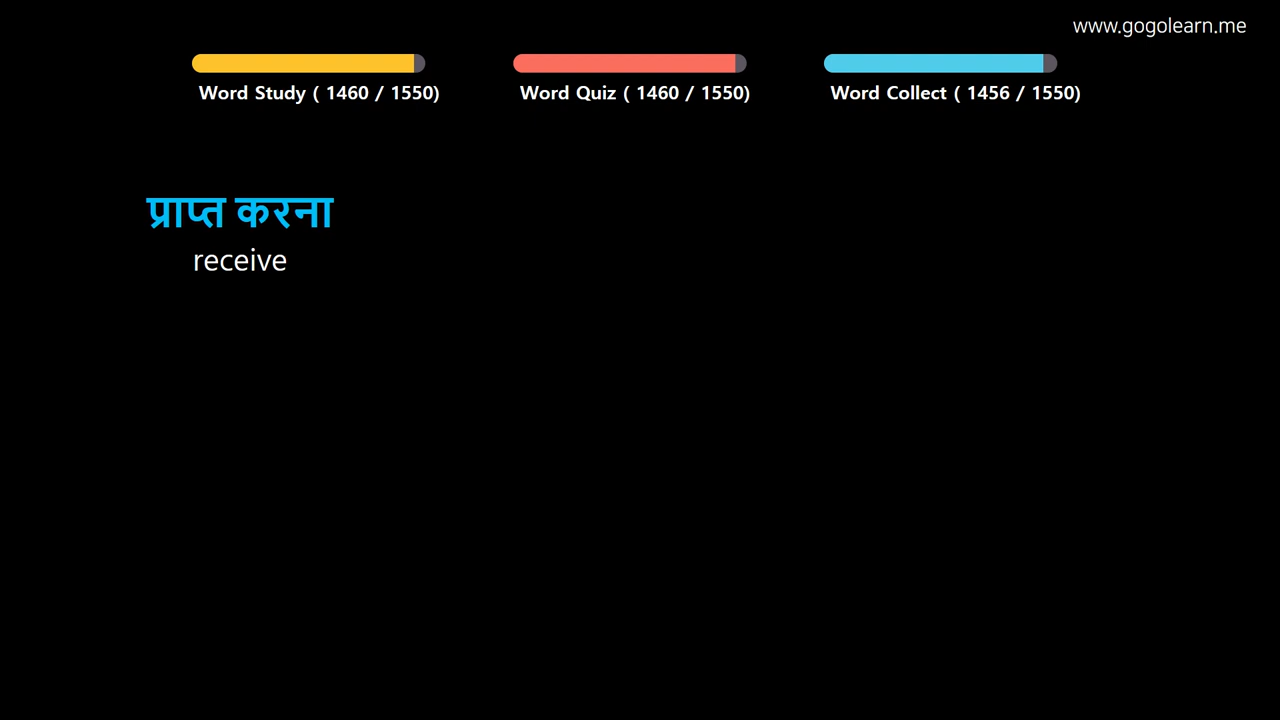 www.gogolearn.me
Word Study ( 1460 / 1550)
Word Quiz ( 1460 / 1550)
Word Collect ( 1456 / 1550)
प्राप्त करना
receive